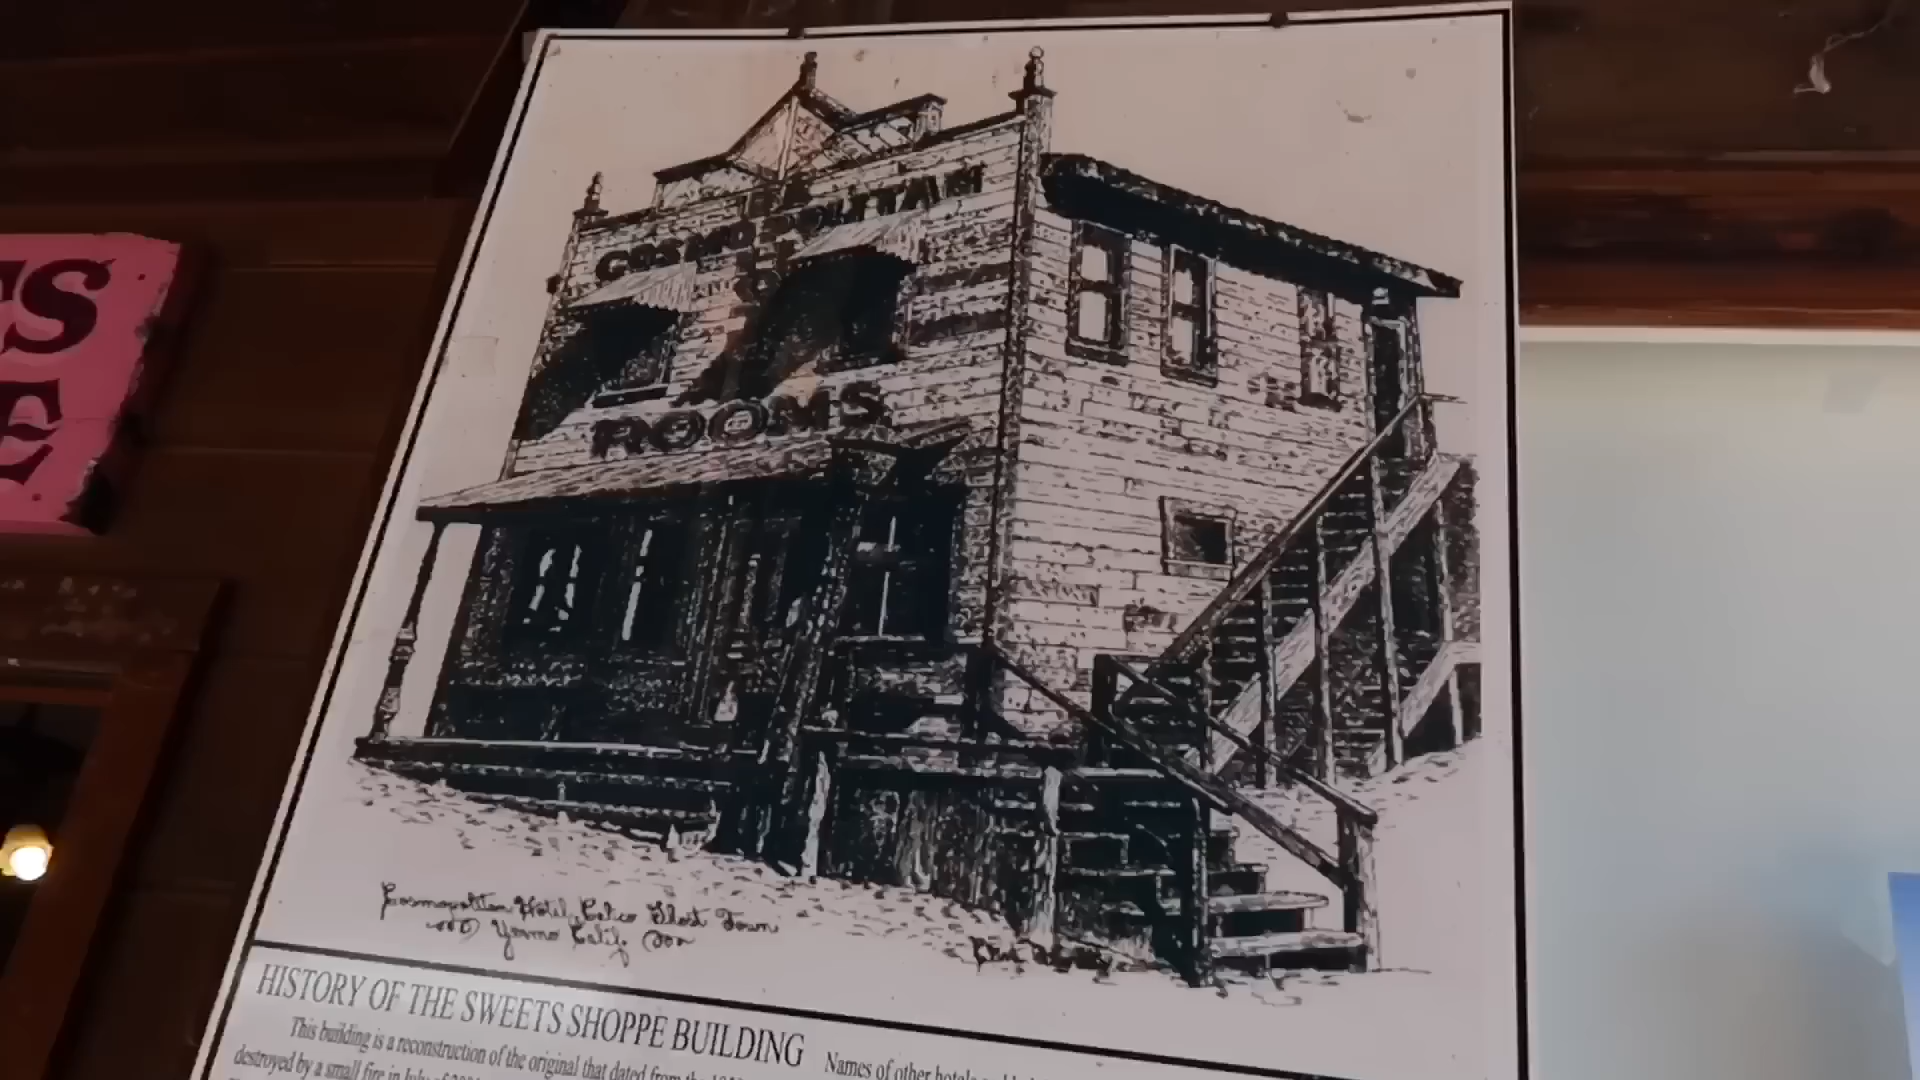 ES
E
COSMOPOLITAN
ROOMS
Cosmopolitan Hotel, Calico Ghost Town
Yermo Calif.
HISTORY OF THE SWEETS SHOPPE BUILDING
This building is a reconstruction of the original that dated from the
destroyed by a small fire in July of
Names of other hotels